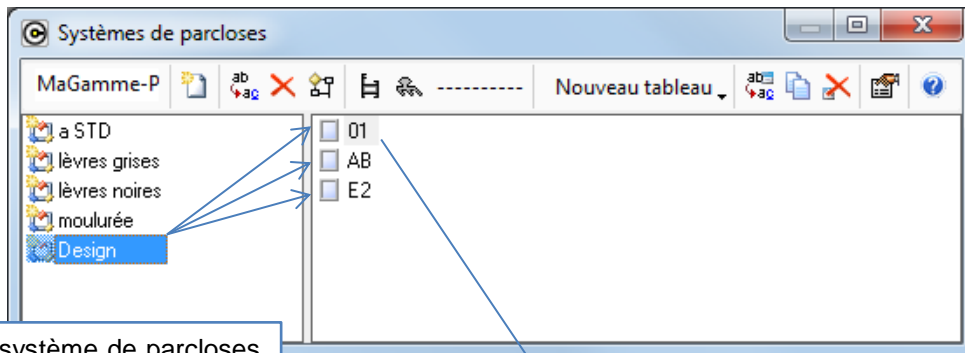 Systèmes de parcloses
MaGamme-P ---------- Nouveau tableau
a STD
lèvres grises
lèvres noires
moulurée
Design
01
AB
E2
système de parcloses